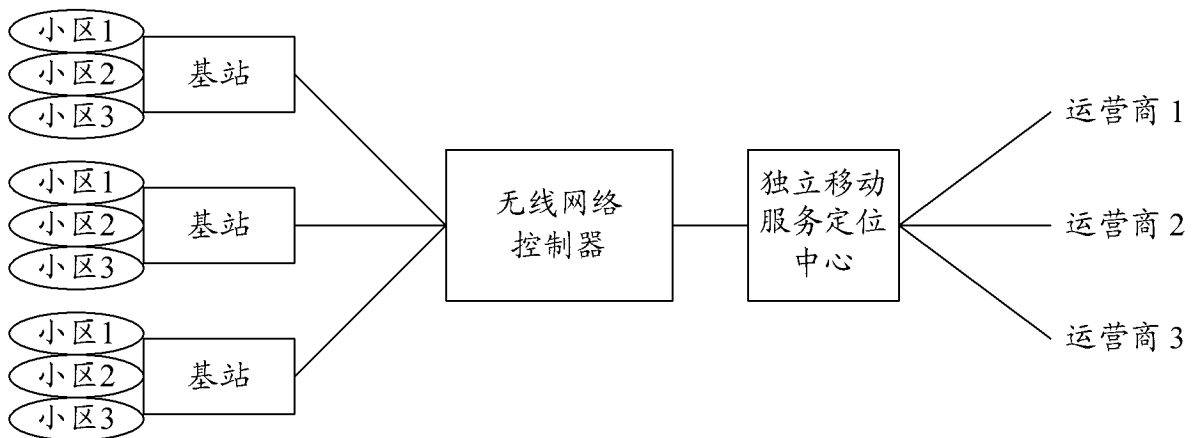 小区1
小区2
小区3
基站
小区1
小区2
小区3
基站
小区1
小区2
小区3
基站
无线网络
控制器
独立移动
服务定位
中心
运营商 1
运营商 2
运营商 3